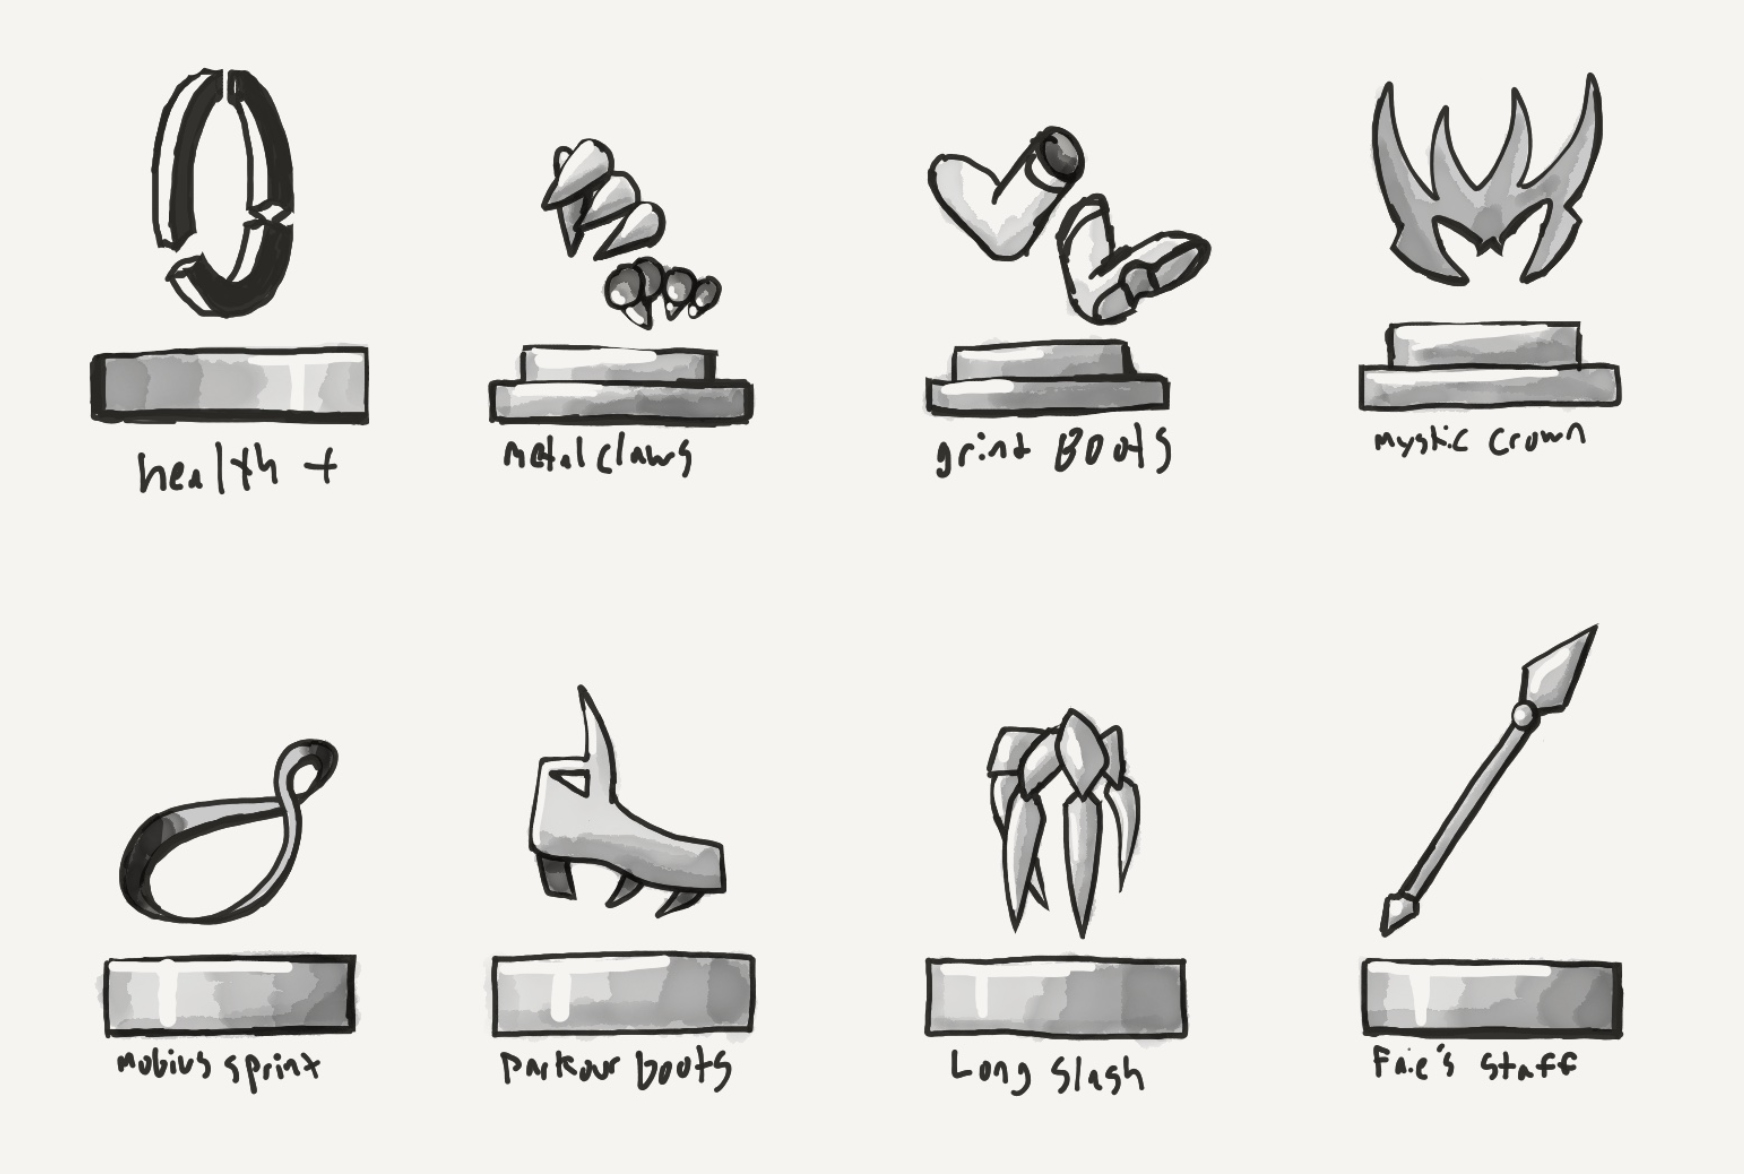 health +
metal claws
grind Boots
mystic crown
Mobius sprint
parkour boots
Long slash
Faie's staff